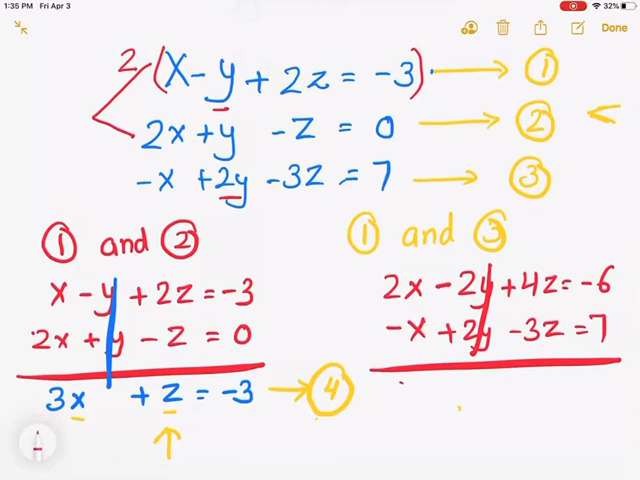 1:35 PM Fri Apr 3 32%
Done
2 (x - y + 2z = -3) ①
2x + y - z = 0 ② <
-x + 2y - 3z = 7 ③
① and ②
x - y + 2z = -3
2x + y - z = 0
3x + z = -3 ④
① and ③
2x - 2y + 4z = -6
-x + 2y - 3z = 7